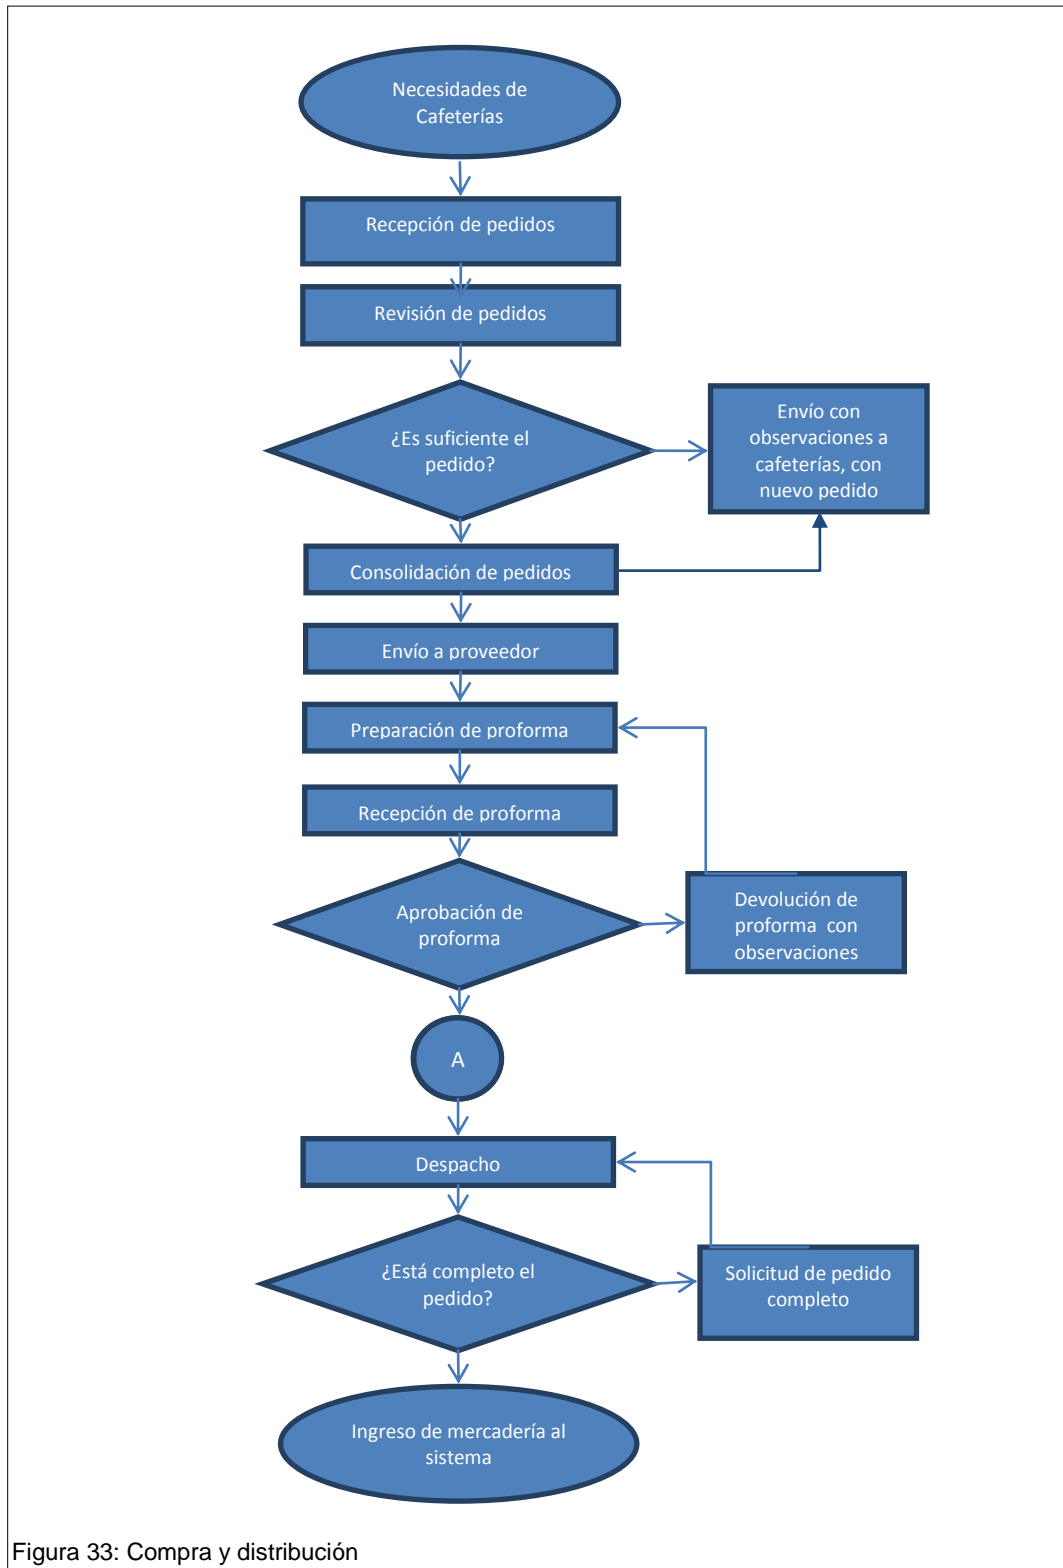 Necesidades de
Cafeterías
Recepción de pedidos
Revisión de pedidos
¿Es suficiente el
pedido?
Envío con
observaciones a
cafeterías, con
nuevo pedido
Consolidación de pedidos
Envío a proveedor
Preparación de proforma
Recepción de proforma
Aprobación de
proforma
Devolución de
proforma con
observaciones
A
Despacho
¿Está completo el
pedido?
Solicitud de pedido
completo
Ingreso de mercadería al
sistema
Figura 33: Compra y distribución